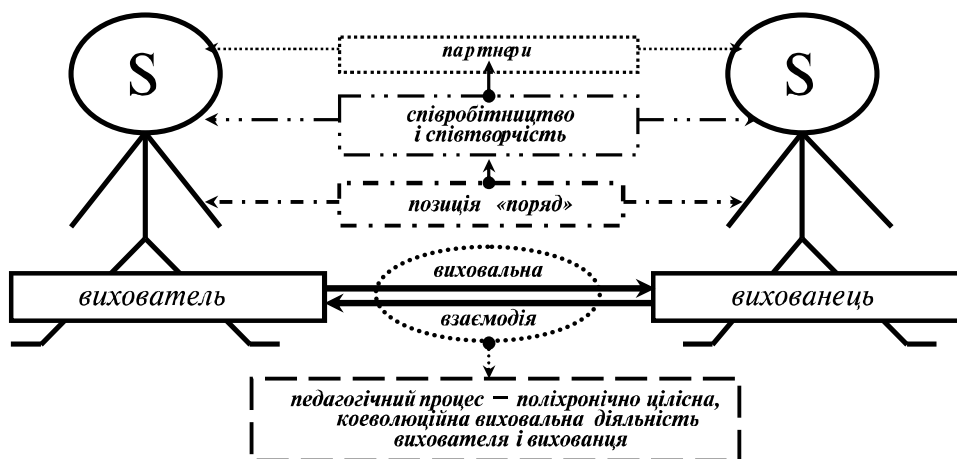 партнери
S
S
співробітництво
і співтворчість
позиція «поряд»
виховальна
вихователь
вихованець
взаємодія
педагогічний процес – поліхронічно цілісна,
коеволюційна виховальна діяльність
вихователя і вихованця